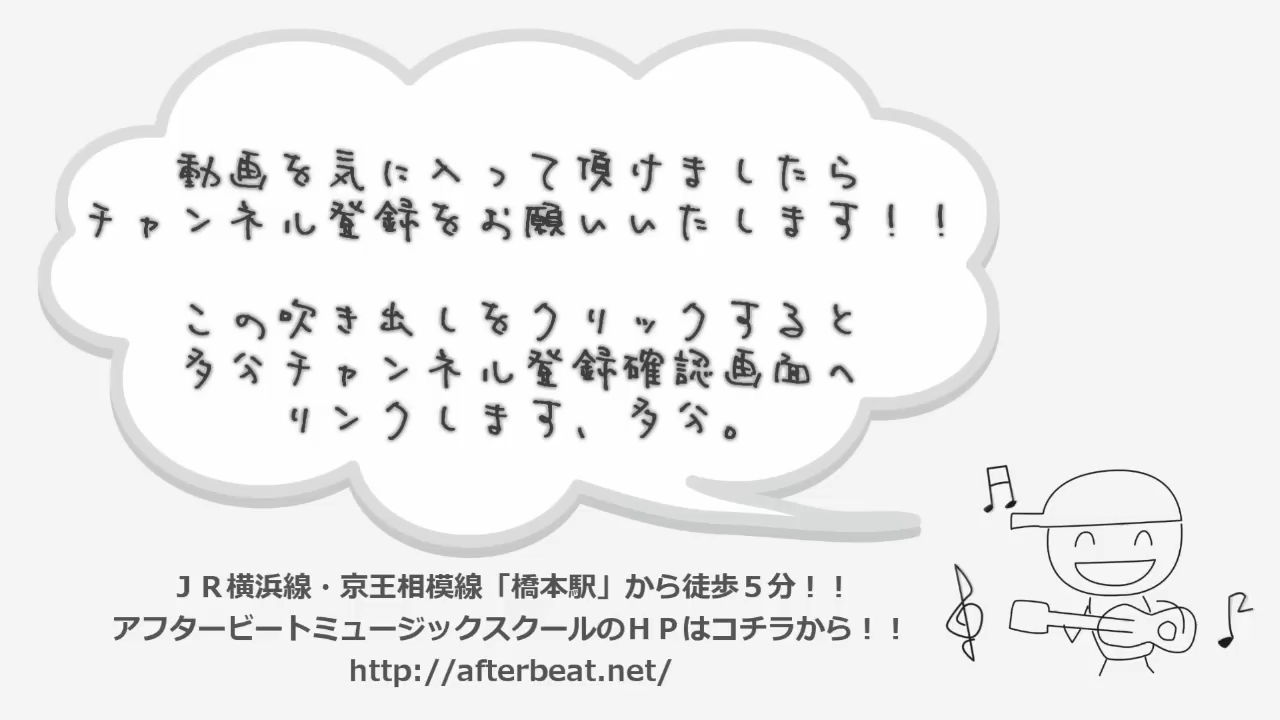 動画を気に入って頂けましたら
チャンネル登録をお願いいたします！！
この吹き出しをクリックすると
多分チャンネル登録確認画面へ
リンクします、多分。
ＪＲ横浜線・京王相模線「橋本駅」から徒歩５分！！
アフタービートミュージックスクールのＨＰはコチラから！！
http://afterbeat.net/